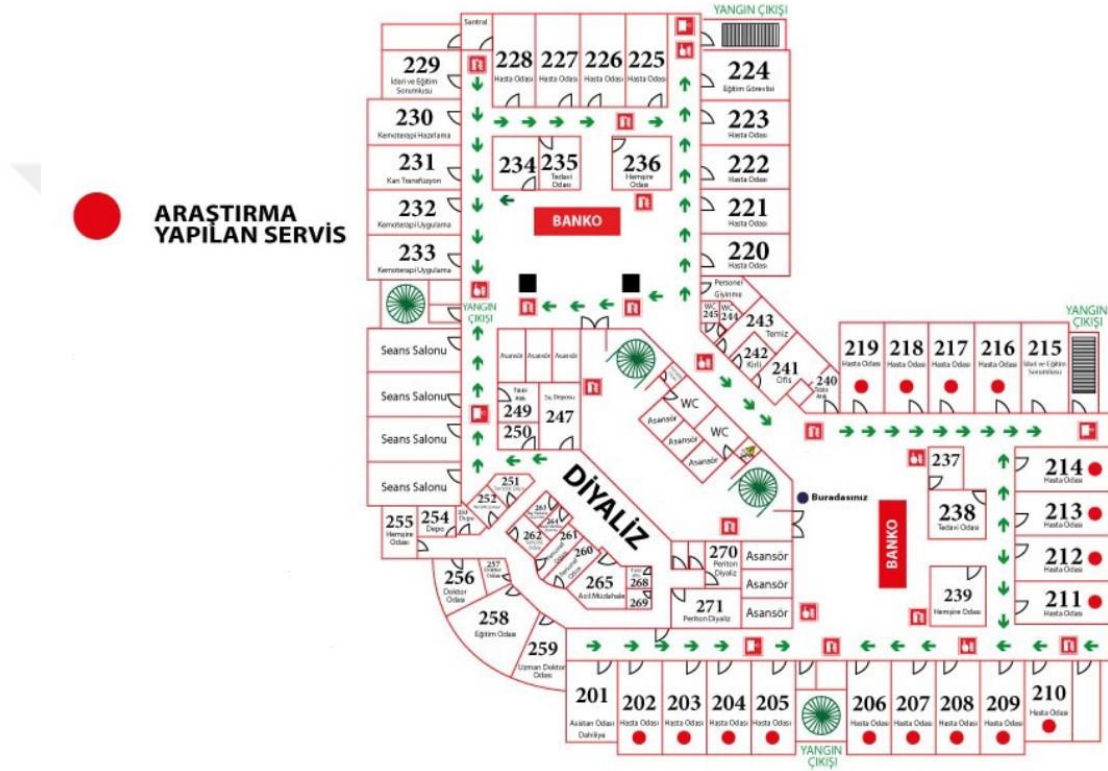 YANGIN ÇIKIŞI
Santral
228
Hasta Odası
227
Hasta Odası
226
Hasta Odası
225
Hasta Odası
229
İdari ve Eğitim
Sorumlusu
224
Eğitim Görevlisi
230
Kemoterapi Hazırlama
223
Hasta Odası
231
Kan Transfüzyon
234
235
Tedavi
Odası
236
Hemşire
Odası
222
Hasta Odası
ARAŞTIRMA
YAPILAN SERVİS
232
Kemoterapi Uygulama
BANKO
221
Hasta Odası
233
Kemoterapi Uygulama
220
Hasta Odası
YANGIN
ÇIKIŞI
Personel
Giyinme
WC
245
WC
244
243
Temiz
242
Kirli
241
Ofis
240
YANGIN
ÇIKIŞI
219
Hasta Odası
218
Hasta Odası
217
Hasta Odası
216
Hasta Odası
215
İdari ve Eğitim
Sorumlusu
Seans Salonu
Seans Salonu
Seans Salonu
Seans Salonu
Asansör
Asansör
Asansör
249
250
Su Deposu
247
WC
WC
Asansör
Asansör
Asansör
DİYALİZ
Buradasınız
237
238
Tedavi Odası
BANKO
239
Hemşire Odası
214
Hasta Odası
213
Hasta Odası
212
Hasta Odası
211
Hasta Odası
251
252
253
Depo
254
Depo
255
Hemşire
Odası
256
Doktor
Odası
257
258
Eğitim Odası
259
Uzman Doktor
Odası
263
264
262
261
260
265
Acil Müdahale
268
269
270
Periton
Diyaliz
271
Periton Diyaliz
Asansör
Asansör
Asansör
201
Asistan Odası
Dahiliye
202
Hasta Odası
203
Hasta Odası
204
Hasta Odası
205
Hasta Odası
YANGIN
ÇIKIŞI
206
Hasta Odası
207
Hasta Odası
208
Hasta Odası
209
Hasta Odası
210
Hasta Odası